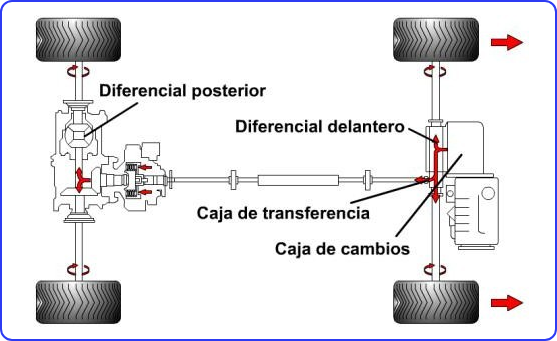 Diferencial posterior
Diferencial delantero
Caja de transferencia
Caja de cambios